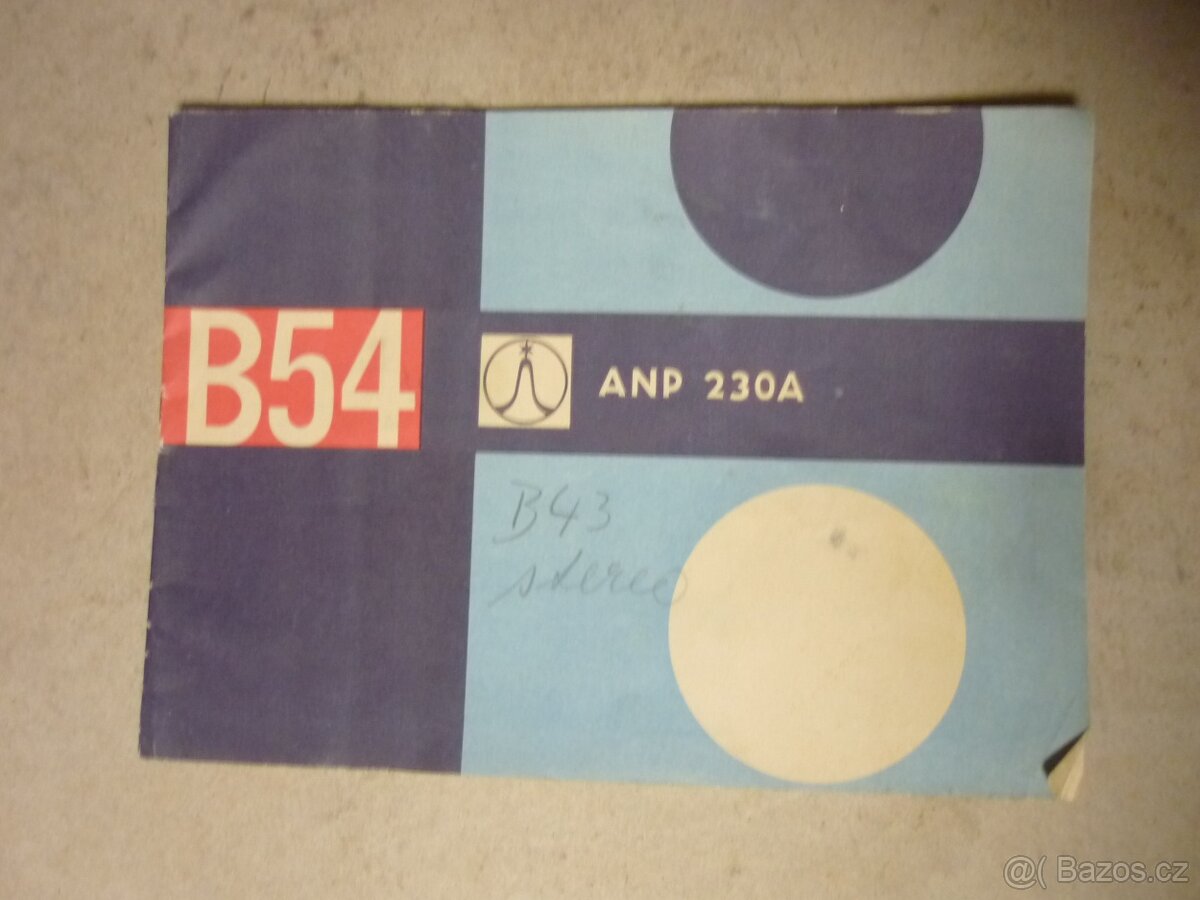 B54
ANP 230A
B43
stereo
@( Bazos.cz